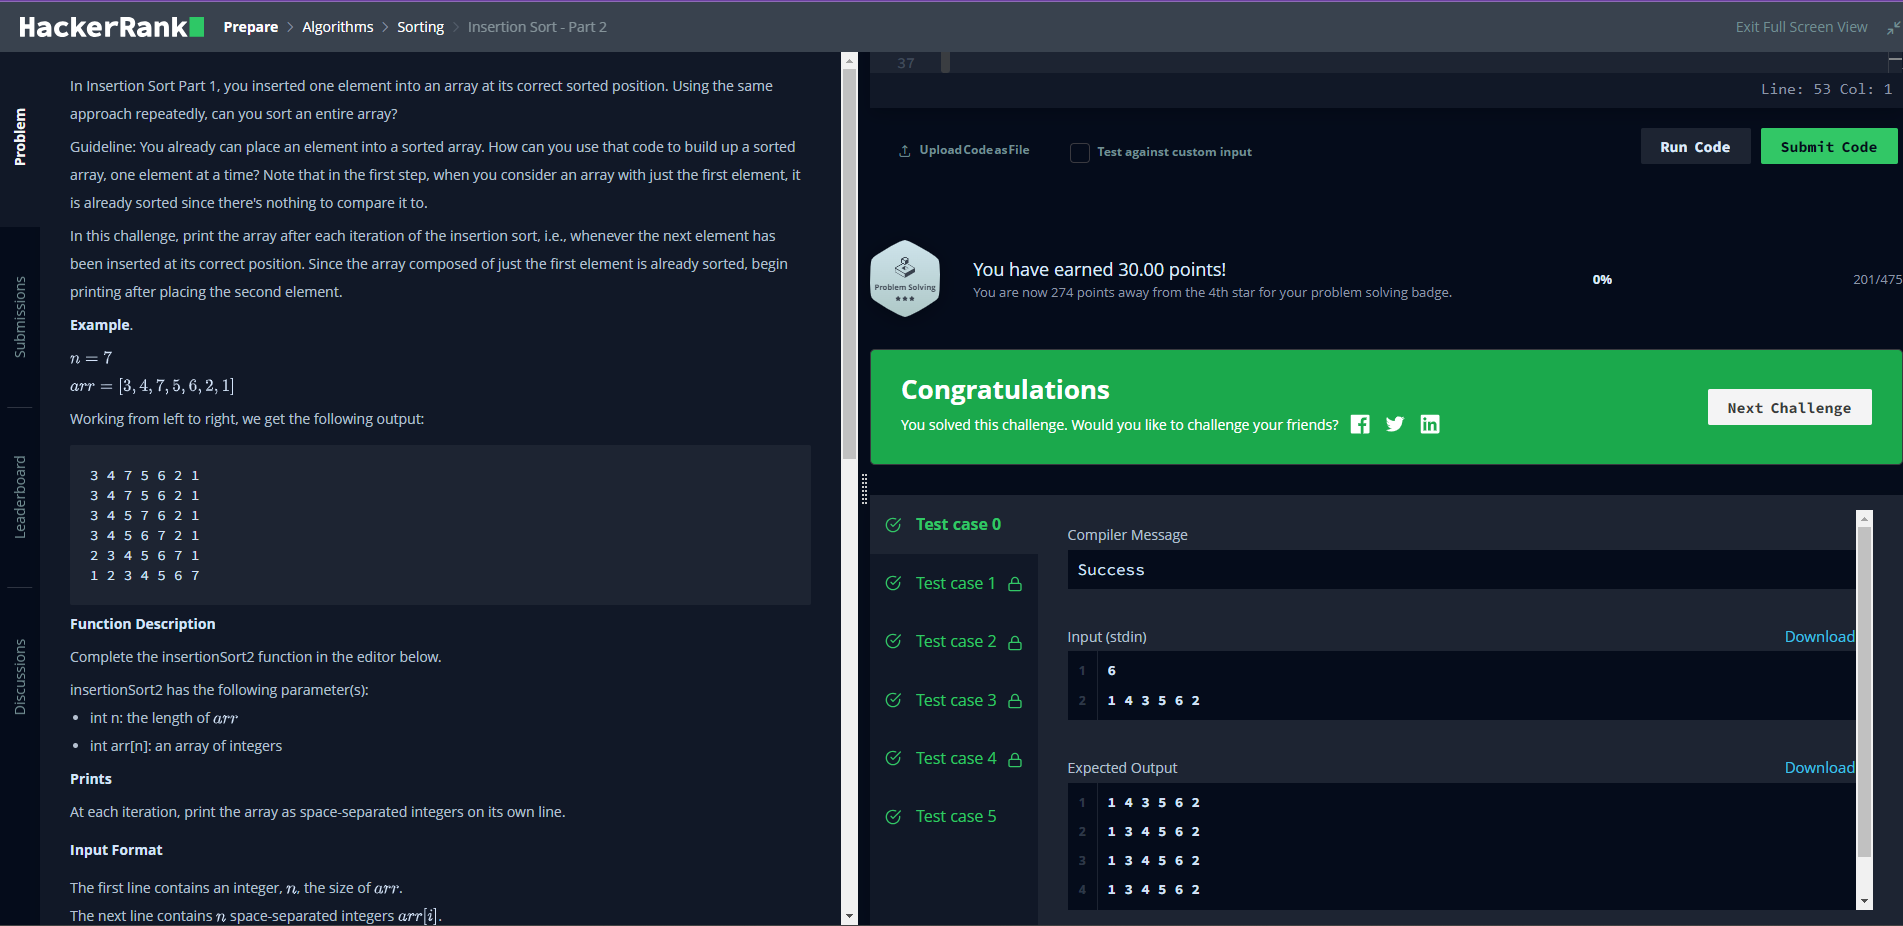 HackerRank
Prepare > Algorithms > Sorting > Insertion Sort - Part 2
Exit Full Screen View
Problem
Submissions
Leaderboard
Discussions
In Insertion Sort Part 1, you inserted one element into an array at its correct sorted position. Using the same
approach repeatedly, can you sort an entire array?
Guideline: You already can place an element into a sorted array. How can you use that code to build up a sorted
array, one element at a time? Note that in the first step, when you consider an array with just the first element, it
is already sorted since there's nothing to compare it to.
In this challenge, print the array after each iteration of the insertion sort, i.e., whenever the next element has
been inserted at its correct position. Since the array composed of just the first element is already sorted, begin
printing after placing the second element.
Example.
n = 7
arr = [3, 4, 7, 5, 6, 2, 1]
Working from left to right, we get the following output:
3 4 7 5 6 2 1
3 4 7 5 6 2 1
3 4 5 7 6 2 1
3 4 5 6 7 2 1
2 3 4 5 6 7 1
1 2 3 4 5 6 7
Function Description
Complete the insertionSort2 function in the editor below.
insertionSort2 has the following parameter(s):
• int n: the length of arr
• int arr[n]: an array of integers
Prints
At each iteration, print the array as space-separated integers on its own line.
Input Format
The first line contains an integer, n, the size of arr.
The next line contains n space-separated integers arr[i].
37
Line: 53 Col: 1
Upload Code as File
Test against custom input
Run Code
Submit Code
Problem Solving
You have earned 30.00 points!
You are now 274 points away from the 4th star for your problem solving badge.
0%
201/475
Congratulations
You solved this challenge. Would you like to challenge your friends?
Next Challenge
Test case 0
Test case 1
Test case 2
Test case 3
Test case 4
Test case 5
Compiler Message
Success
Input (stdin)
Download
1 6
2 1 4 3 5 6 2
Expected Output
Download
1 1 4 3 5 6 2
2 1 3 4 5 6 2
3 1 3 4 5 6 2
4 1 3 4 5 6 2